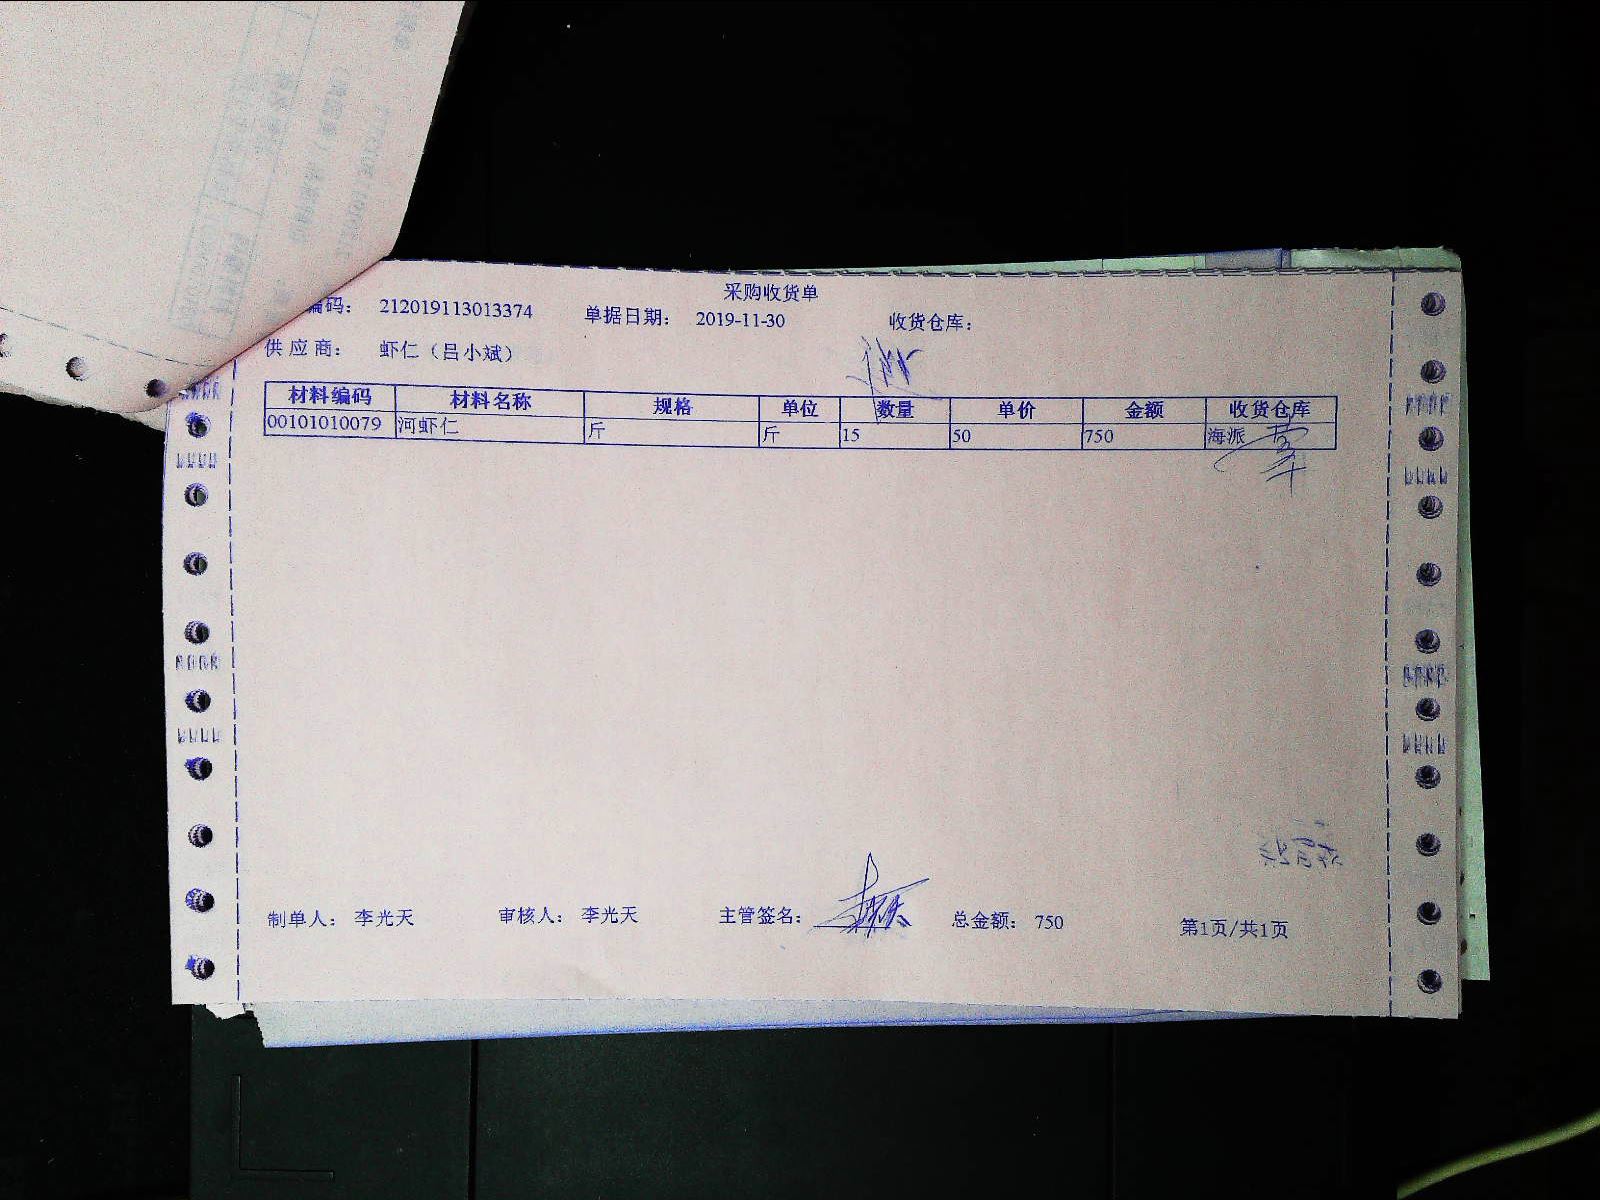 采购收货单
编码： 212019113013374 单据日期： 2019-11-30 收货仓库：
供应商： 虾仁（吕小斌）
材料编码 材料名称 规格 单位 数量 单价 金额 收货仓库
00101010079 河虾仁 斤 斤 15 50 750 海派
制单人： 李光天 审核人： 李光天 主管签名： 总金额： 750 第1页/共1页